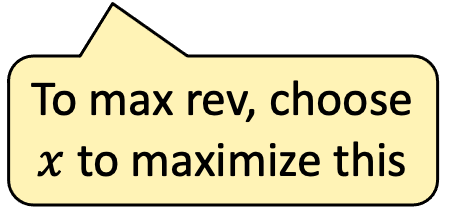 To max rev, choose
𝑥 to maximize this